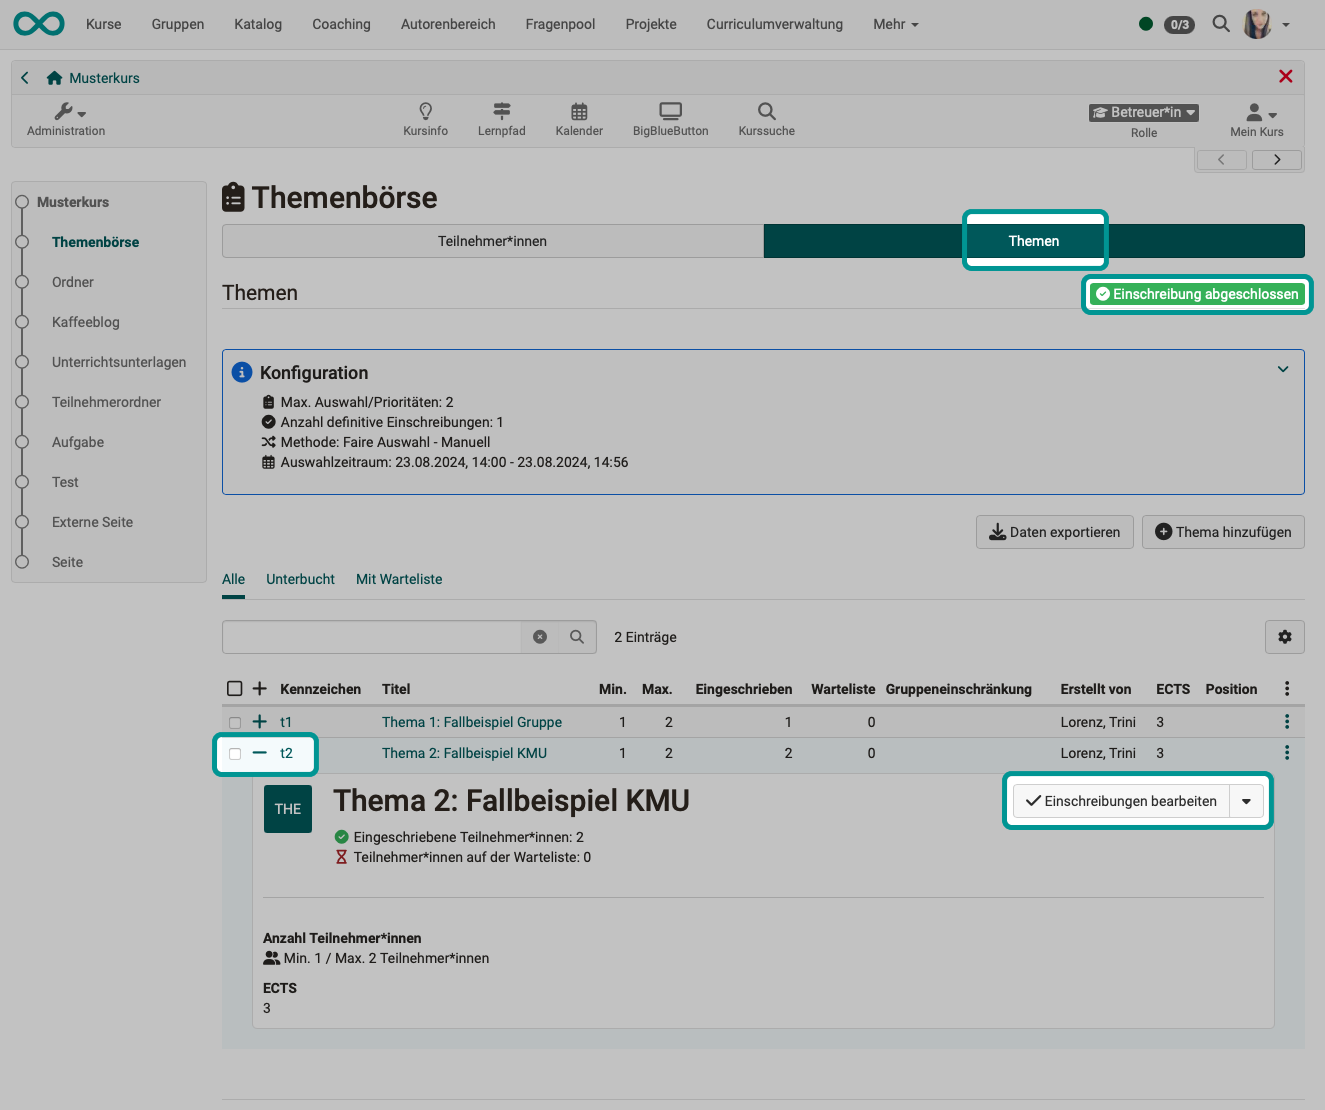 Kurse Gruppen Katalog Coaching Autorenbereich Fragenpool Projekte Curriculumverwaltung Mehr 0/3
Musterkurs
Administration Kursinfo Lernpfad Kalender BigBlueButton Kurssuche Betreuer*in Rolle Mein Kurs
Musterkurs
Themenbörse
Ordner
Kaffeeblog
Unterrichtsunterlagen
Teilnehmerordner
Aufgabe
Test
Externe Seite
Seite
Themenbörse
Teilnehmer*innen Themen
Themen Einschreibung abgeschlossen
Konfiguration
Max. Auswahl/Prioritäten: 2
Anzahl definitive Einschreibungen: 1
Methode: Faire Auswahl - Manuell
Auswahlzeitraum: 23.08.2024, 14:00 - 23.08.2024, 14:56
Daten exportieren Thema hinzufügen
Alle Unterbucht Mit Warteliste
2 Einträge
Kennzeichen Titel Min. Max. Eingeschrieben Warteliste Gruppeneinschränkung Erstellt von ECTS Position
t1 Thema 1: Fallbeispiel Gruppe 1 2 1 0 Lorenz, Trini 3
t2 Thema 2: Fallbeispiel KMU 1 2 2 0 Lorenz, Trini 3
THE Thema 2: Fallbeispiel KMU Einschreibungen bearbeiten
Eingeschriebene Teilnehmer*innen: 2
Teilnehmer*innen auf der Warteliste: 0
Anzahl Teilnehmer*innen
Min. 1 / Max. 2 Teilnehmer*innen
ECTS
3